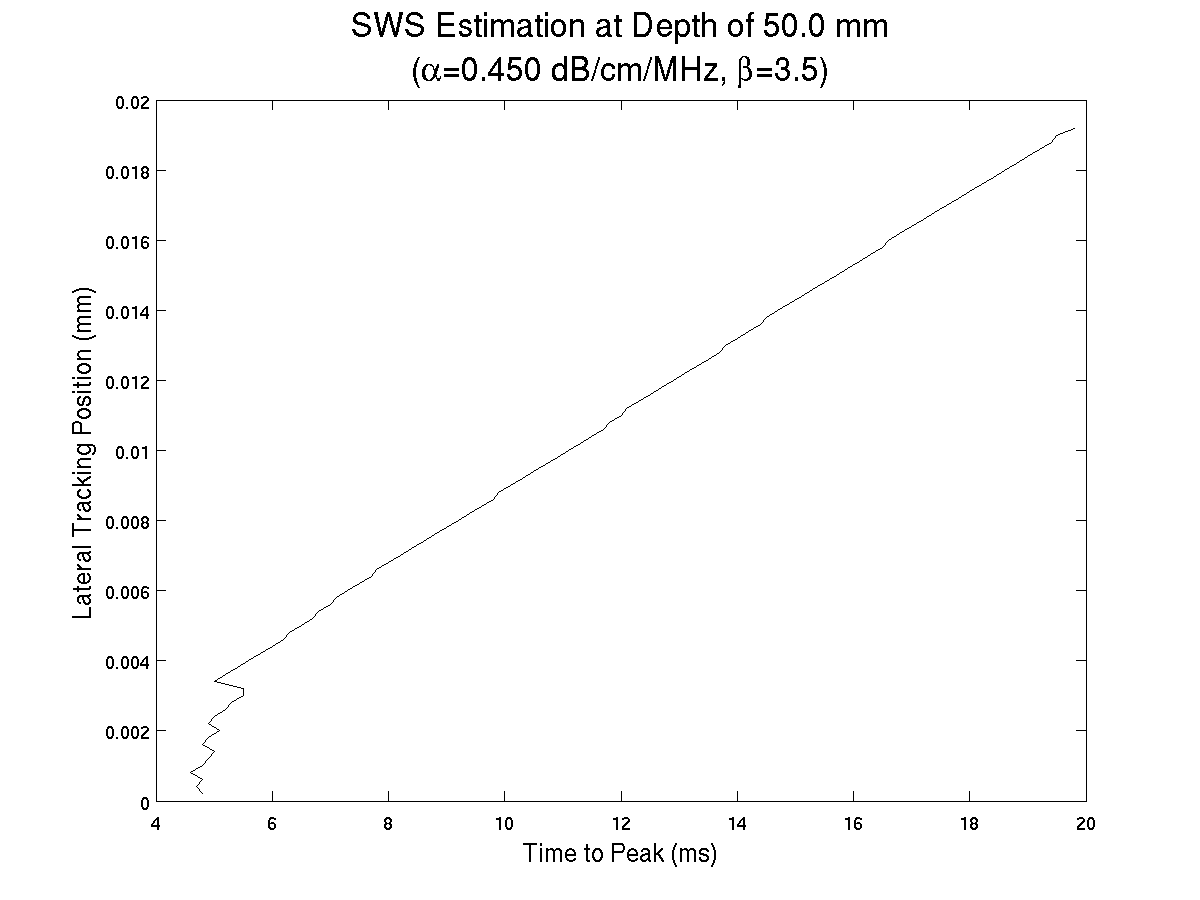 SWS Estimation at Depth of 50.0 mm
(α=0.450 dB/cm/MHz, β=3.5)
0.02
0.018
0.016
0.014
0.012
0.01
0.008
0.006
0.004
0.002
0
Lateral Tracking Position (mm)
4 6 8 10 12 14 16 18 20
Time to Peak (ms)